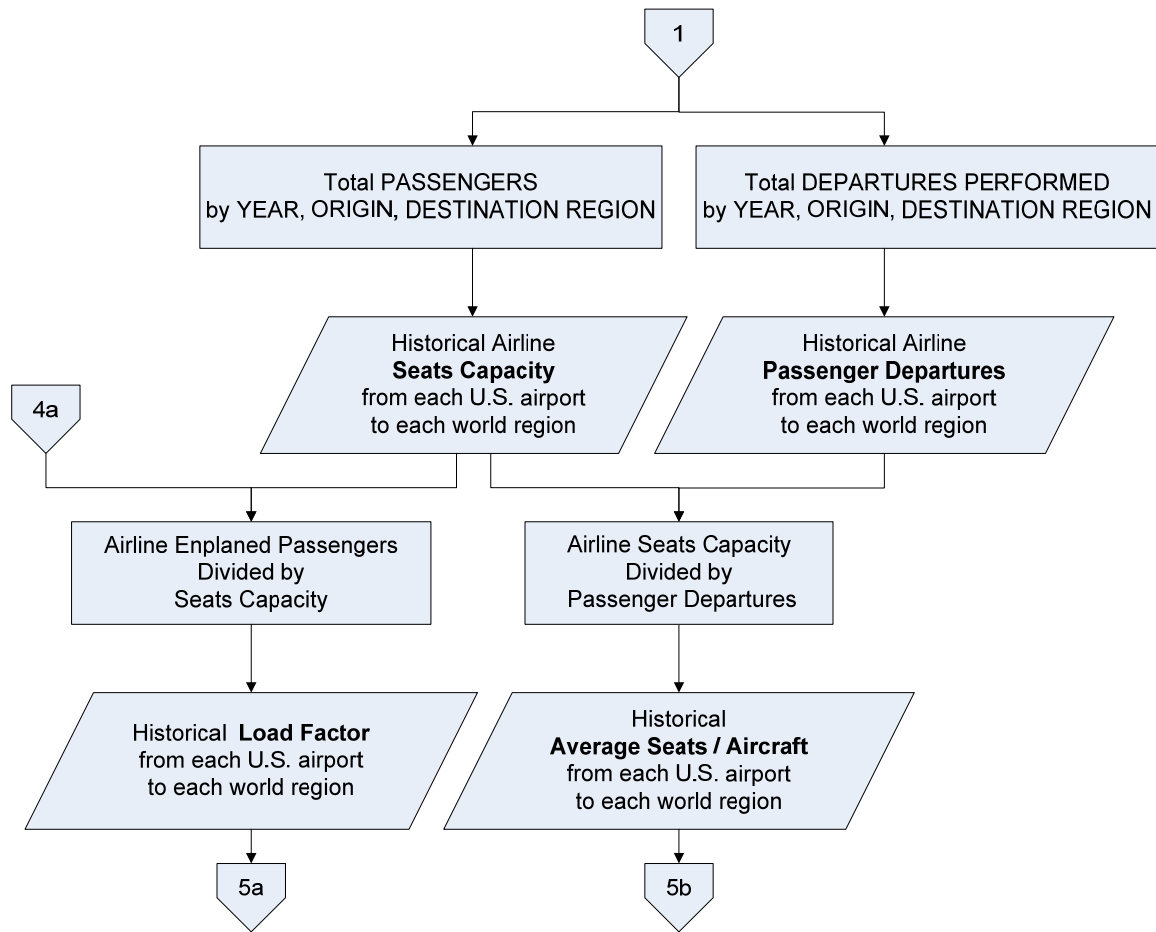 1
Total PASSENGERS
by YEAR, ORIGIN, DESTINATION REGION
Total DEPARTURES PERFORMED
by YEAR, ORIGIN, DESTINATION REGION
Historical Airline
Seats Capacity
from each U.S. airport
to each world region
Historical Airline
Passenger Departures
from each U.S. airport
to each world region
4a
Airline Enplaned Passengers
Divided by
Seats Capacity
Airline Seats Capacity
Divided by
Passenger Departures
Historical Load Factor
from each U.S. airport
to each world region
Historical
Average Seats / Aircraft
from each U.S. airport
to each world region
5a
5b